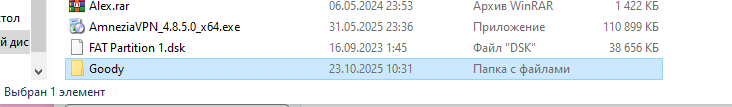 Alex.rar 06.05.2024 23:53 Архив WinRAR 1 422 КБ
стол
AmneziaVPN_4.8.5.0_x64.exe 31.05.2025 23:36 Приложение 110 899 КБ
й дис
FAT Partition 1.dsk 16.09.2023 1:45 Файл "DSK" 38 656 КБ
Goody 23.10.2025 10:31 Папка с файлами
Выбран 1 элемент